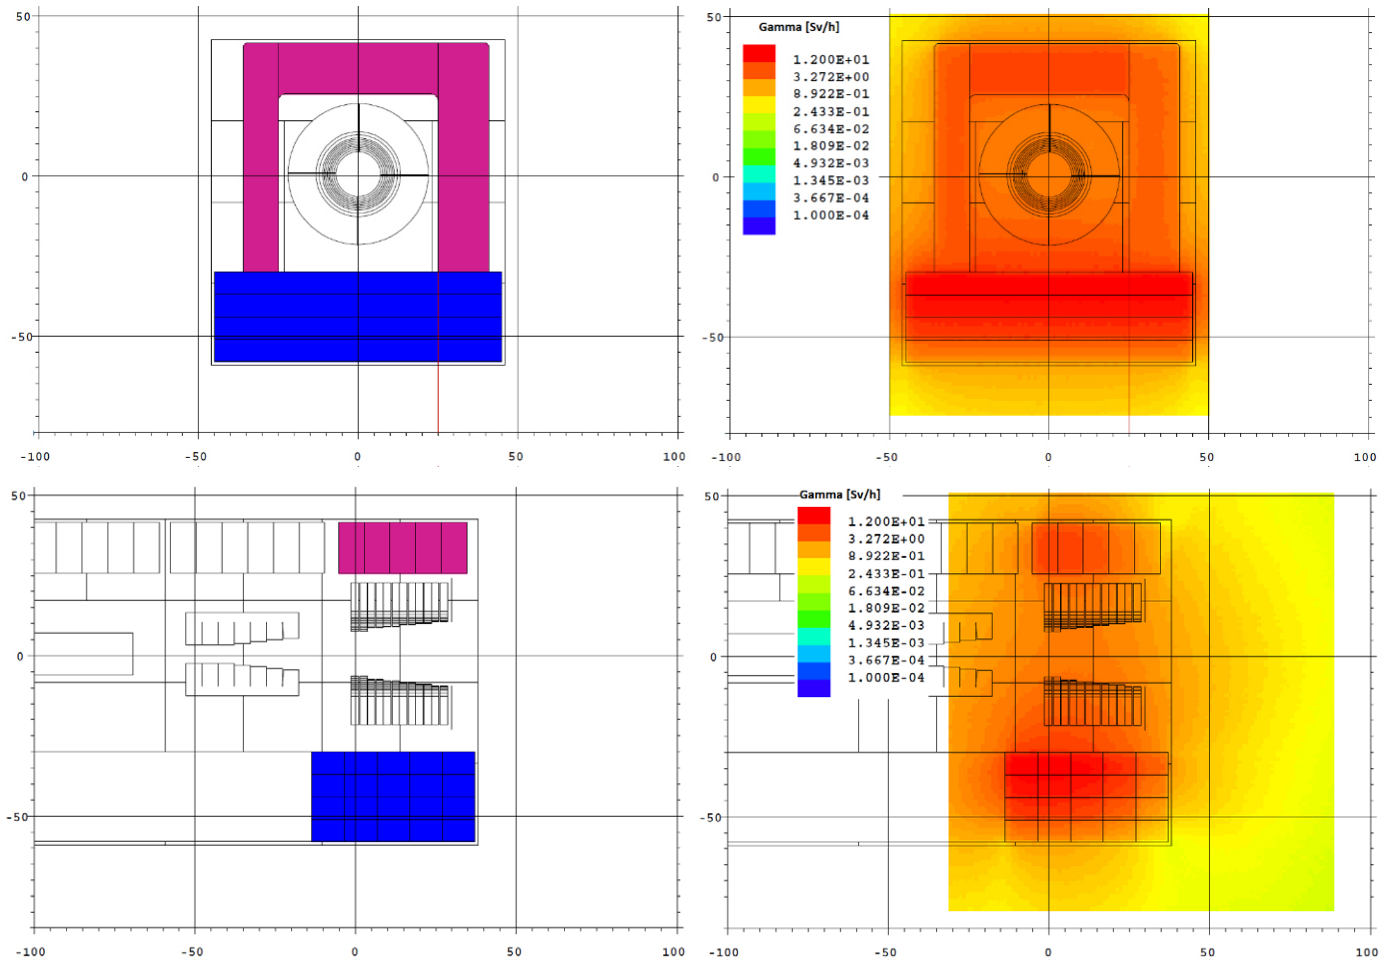 50
0
-50
-100
-50
0
50
100
Gamma [Sv/h]
1.200E+01
3.272E+00
8.922E-01
2.433E-01
6.634E-02
1.809E-02
4.932E-03
1.345E-03
3.667E-04
1.000E-04
50
0
-50
-100
-50
0
50
100
50
0
-50
-100
-50
0
50
100
Gamma [Sv/h]
1.200E+01
3.272E+00
8.922E-01
2.433E-01
6.634E-02
1.809E-02
4.932E-03
1.345E-03
3.667E-04
1.000E-04
50
0
-50
-100
-50
0
50
100